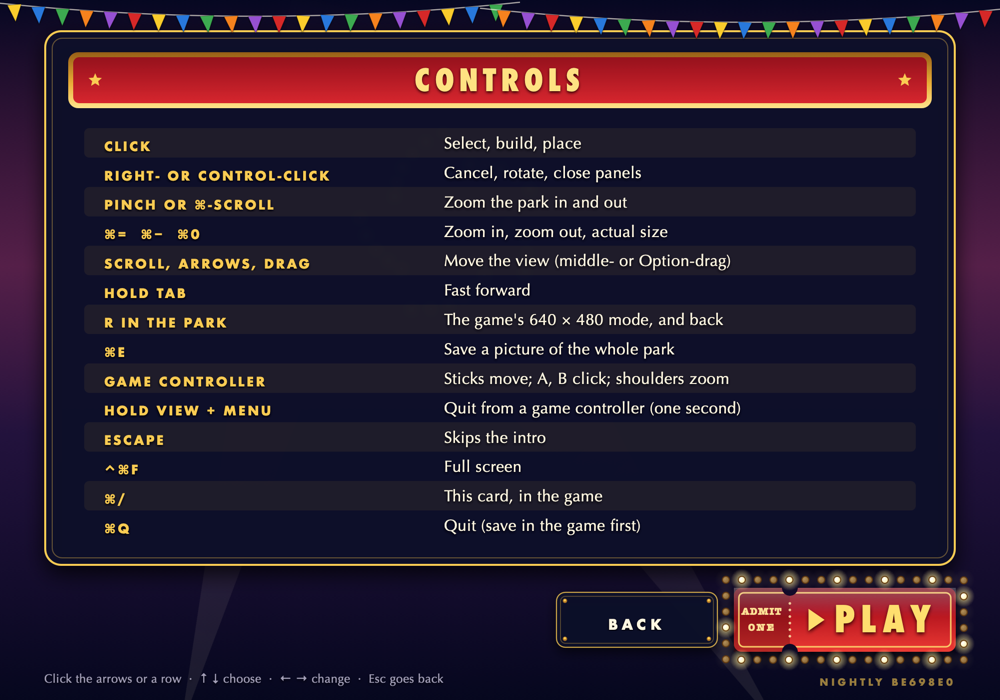 CONTROLS
CLICK Select, build, place
RIGHT- OR CONTROL-CLICK Cancel, rotate, close panels
PINCH OR ⌘-SCROLL Zoom the park in and out
⌘= ⌘− ⌘0 Zoom in, zoom out, actual size
SCROLL, ARROWS, DRAG Move the view (middle- or Option-drag)
HOLD TAB Fast forward
R IN THE PARK The game's 640 × 480 mode, and back
⌘E Save a picture of the whole park
GAME CONTROLLER Sticks move; A, B click; shoulders zoom
HOLD VIEW + MENU Quit from a game controller (one second)
ESCAPE Skips the intro
^⌘F Full screen
⌘/ This card, in the game
⌘Q Quit (save in the game first)
BACK
ADMIT
ONE
PLAY
Click the arrows or a row · ↑ ↓ choose · ← → change · Esc goes back
NIGHTLY BE698E0